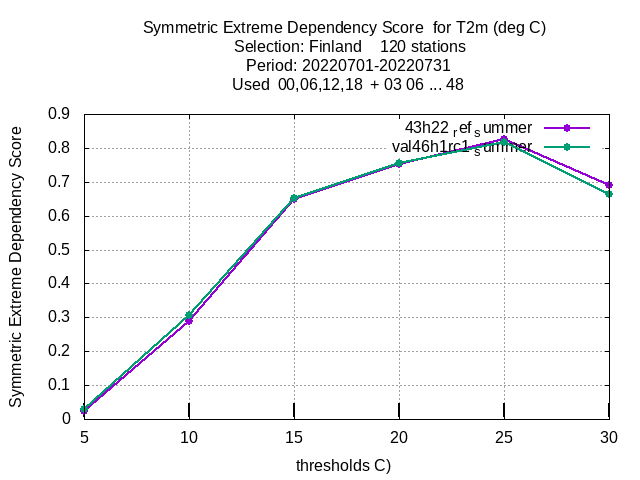 Symmetric Extreme Dependency Score for T2m (deg C)
Selection: Finland 120 stations
Period: 20220701-20220731
Used 00,06,12,18 + 03 06 ... 48
43h22_ref_summer
val46h1rc1_summer
Symmetric Extreme Dependency Score
0.9
0.8
0.7
0.6
0.5
0.4
0.3
0.2
0.1
0
5 10 15 20 25 30
thresholds C)